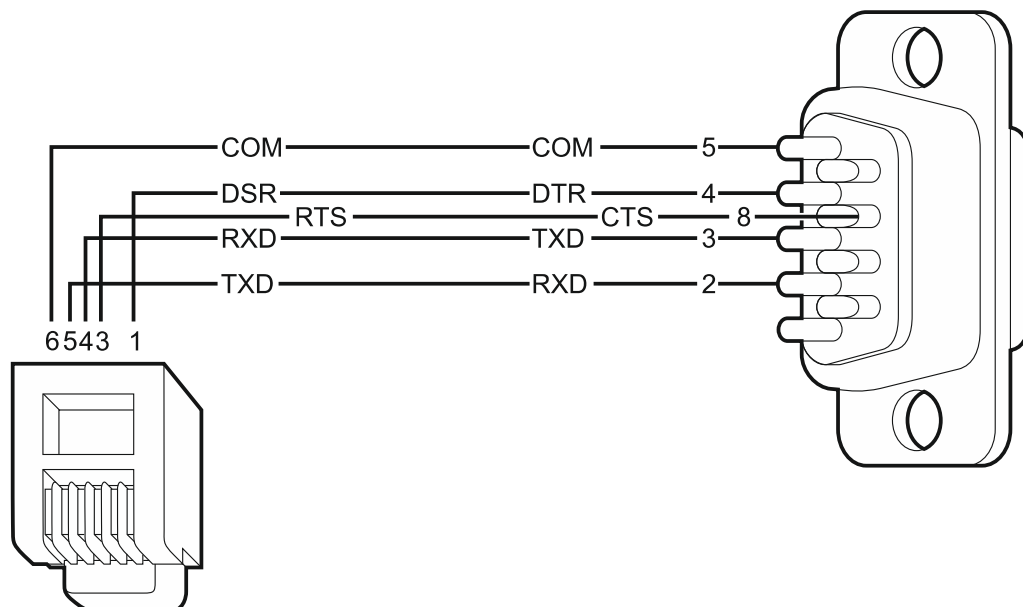 COM COM 5
DSR DTR 4
RTS CTS 8
RXD TXD 3
TXD RXD 2
6543 1